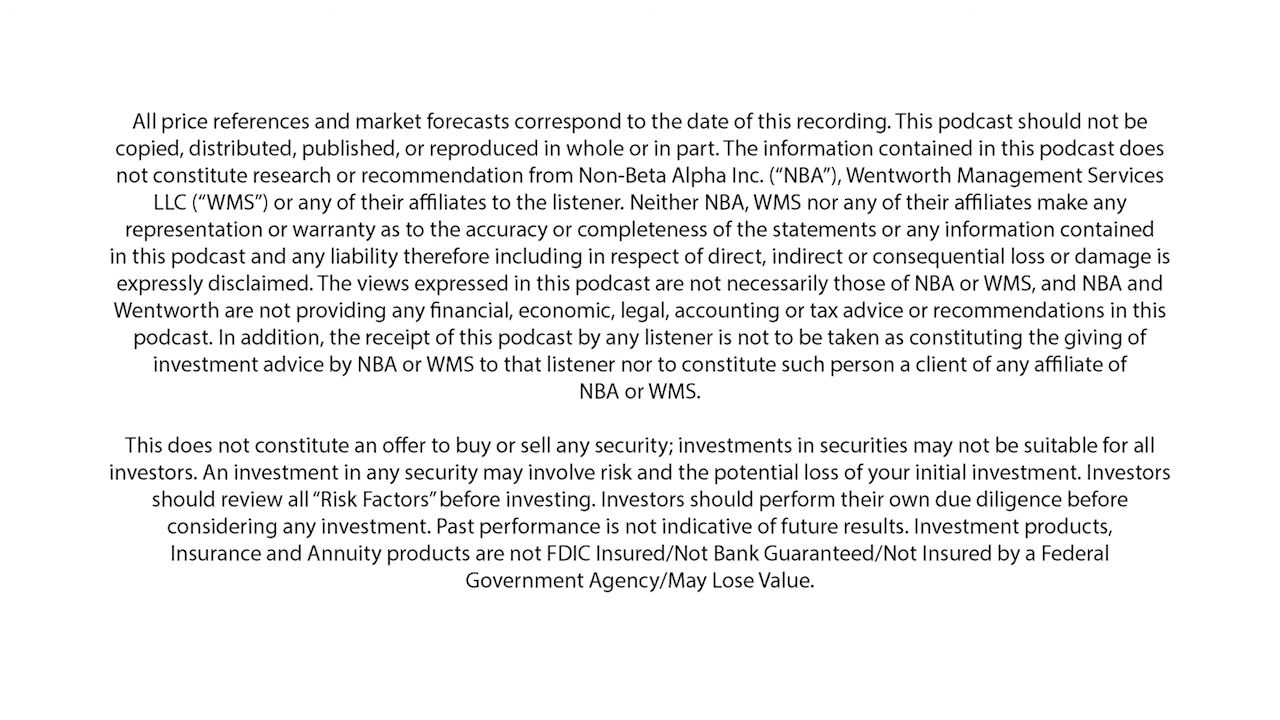 All price references and market forecasts correspond to the date of this recording. This podcast should not be
copied, distributed, published, or reproduced in whole or in part. The information contained in this podcast does
not constitute research or recommendation from Non-Beta Alpha Inc. (“NBA”), Wentworth Management Services
LLC (“WMS”) or any of their affiliates to the listener. Neither NBA, WMS nor any of their affiliates make any
representation or warranty as to the accuracy or completeness of the statements or any information contained
in this podcast and any liability therefore including in respect of direct, indirect or consequential loss or damage is
expressly disclaimed. The views expressed in this podcast are not necessarily those of NBA or WMS, and NBA and
Wentworth are not providing any financial, economic, legal, accounting or tax advice or recommendations in this
podcast. In addition, the receipt of this podcast by any listener is not to be taken as constituting the giving of
investment advice by NBA or WMS to that listener nor to constitute such person a client of any affiliate of
NBA or WMS.
This does not constitute an offer to buy or sell any security; investments in securities may not be suitable for all
investors. An investment in any security may involve risk and the potential loss of your initial investment. Investors
should review all “Risk Factors” before investing. Investors should perform their own due diligence before
considering any investment. Past performance is not indicative of future results. Investment products,
Insurance and Annuity products are not FDIC Insured/Not Bank Guaranteed/Not Insured by a Federal
Government Agency/May Lose Value.